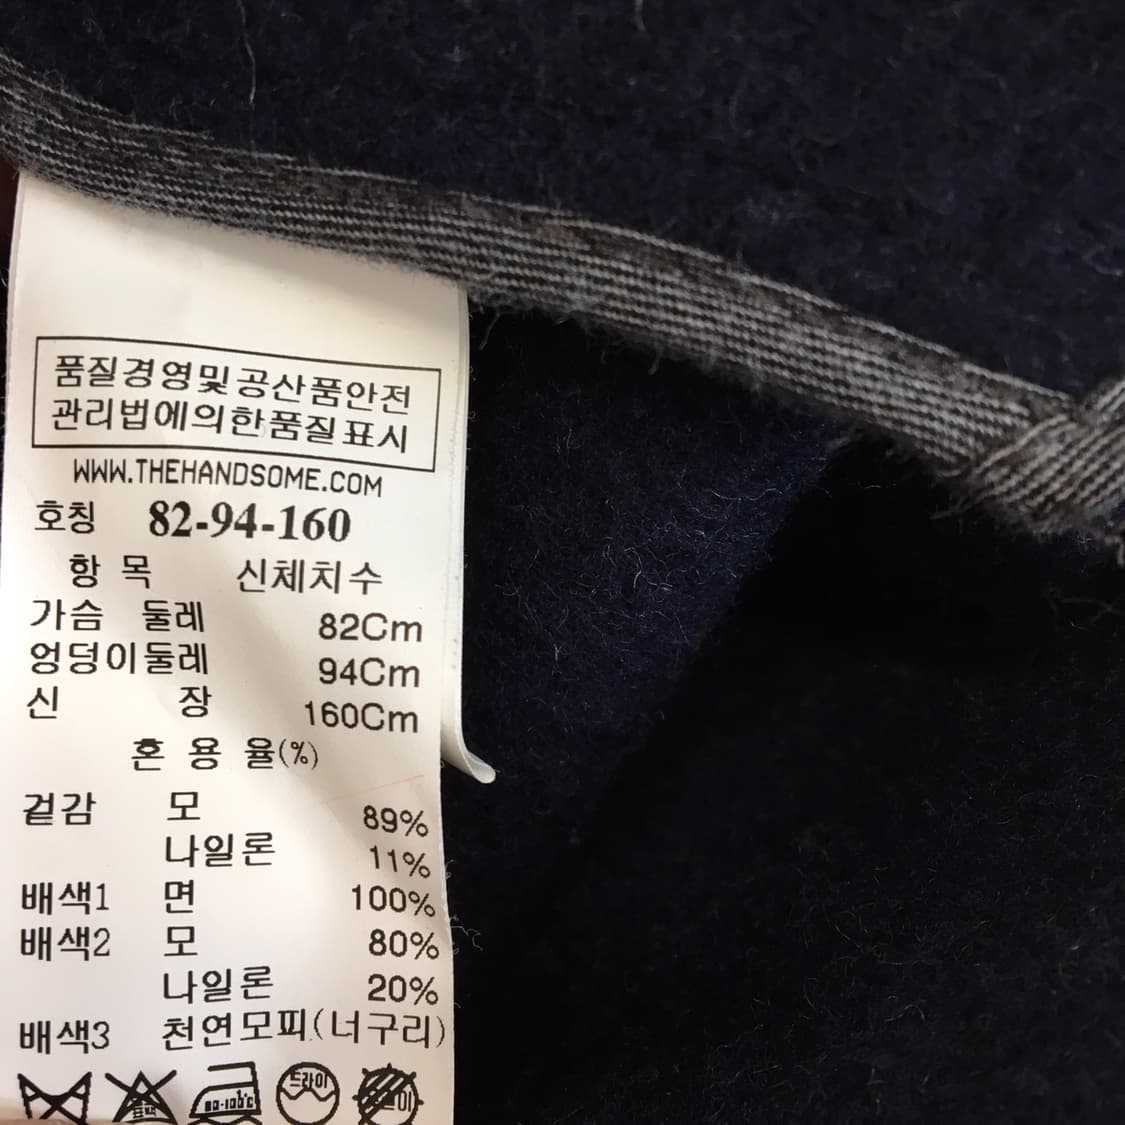 품질경영및공산품안전
관리법에의한품질표시
WWW.THEHANDSOME.COM
호칭 82-94-160
항 목 신체치수
가슴 둘레 82Cm
엉덩이둘레 94Cm
신 장 160Cm
혼 용 율(%)
겉감 모 89%
나일론 11%
배색1 면 100%
배색2 모 80%
나일론 20%
배색3 천연모피(너구리)
드라이